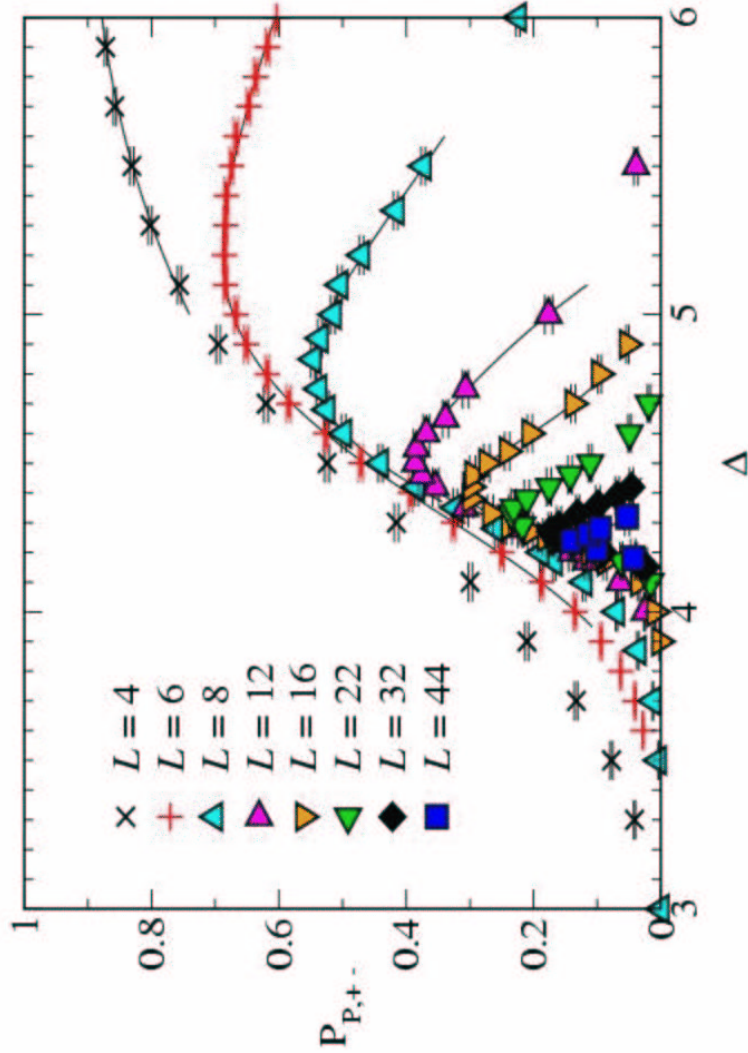 1
0.8
0.6
0.4
0.2
0
P_{P,+ -}
3
4
5
6
Δ
L = 4
L = 6
L = 8
L = 12
L = 16
L = 22
L = 32
L = 44